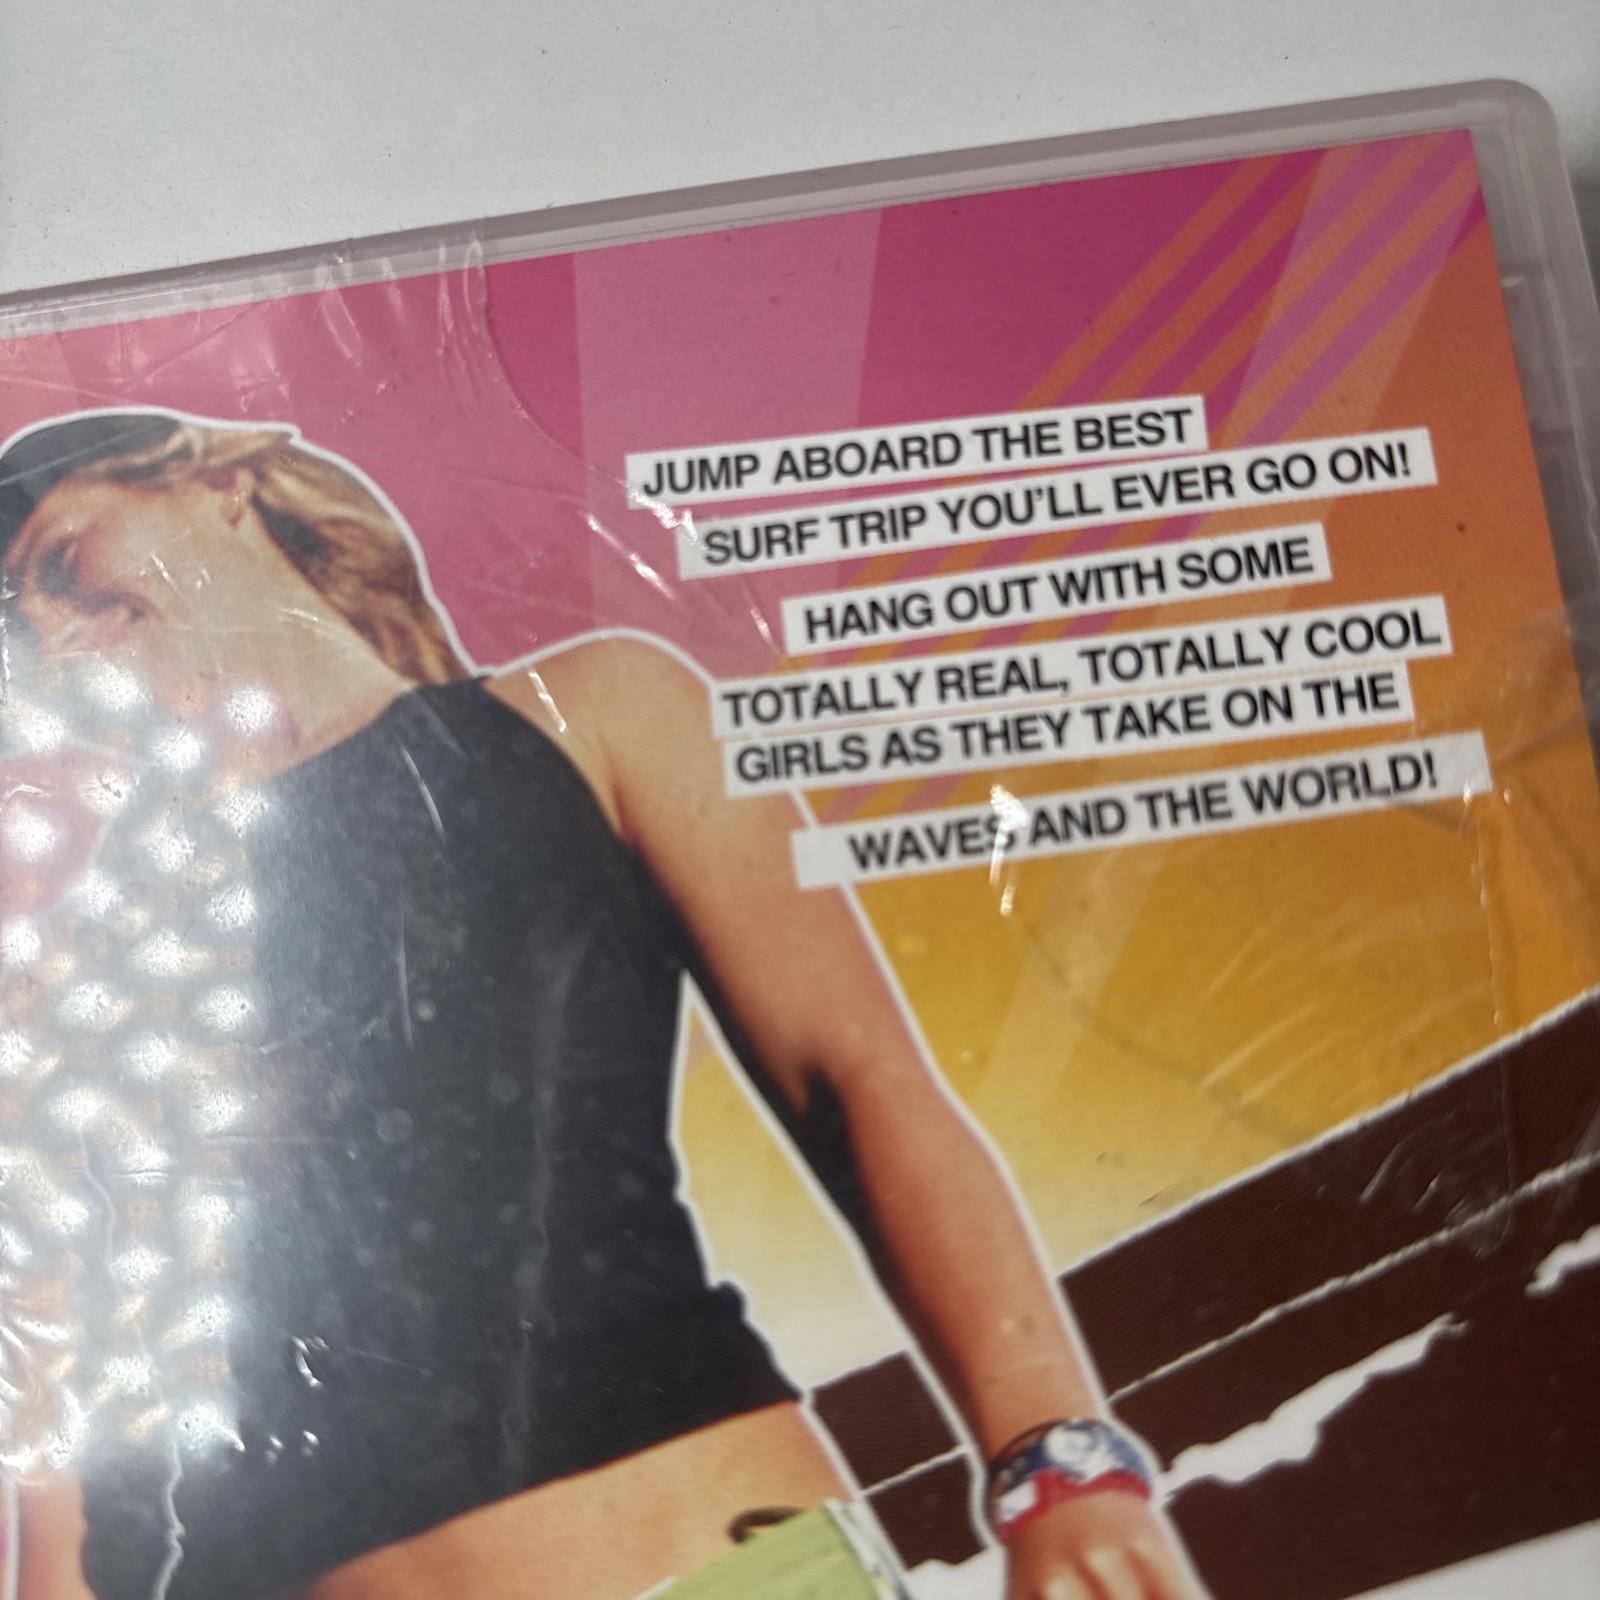 JUMP ABOARD THE BEST
SURF TRIP YOU'LL EVER GO ON!
HANG OUT WITH SOME
TOTALLY REAL, TOTALLY COOL
GIRLS AS THEY TAKE ON THE
WAVES AND THE WORLD!